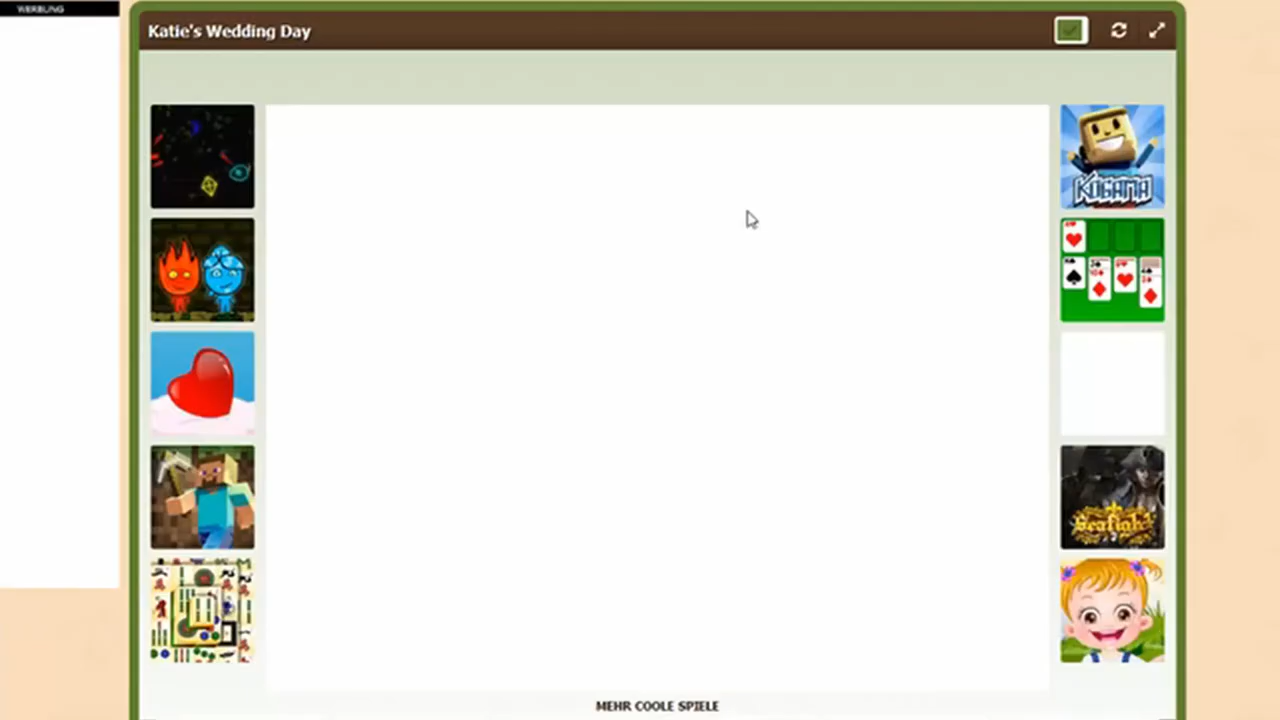 WERBUNG
Katie's Wedding Day
KOGAMA
Seafight
MEHR COOLE SPIELE